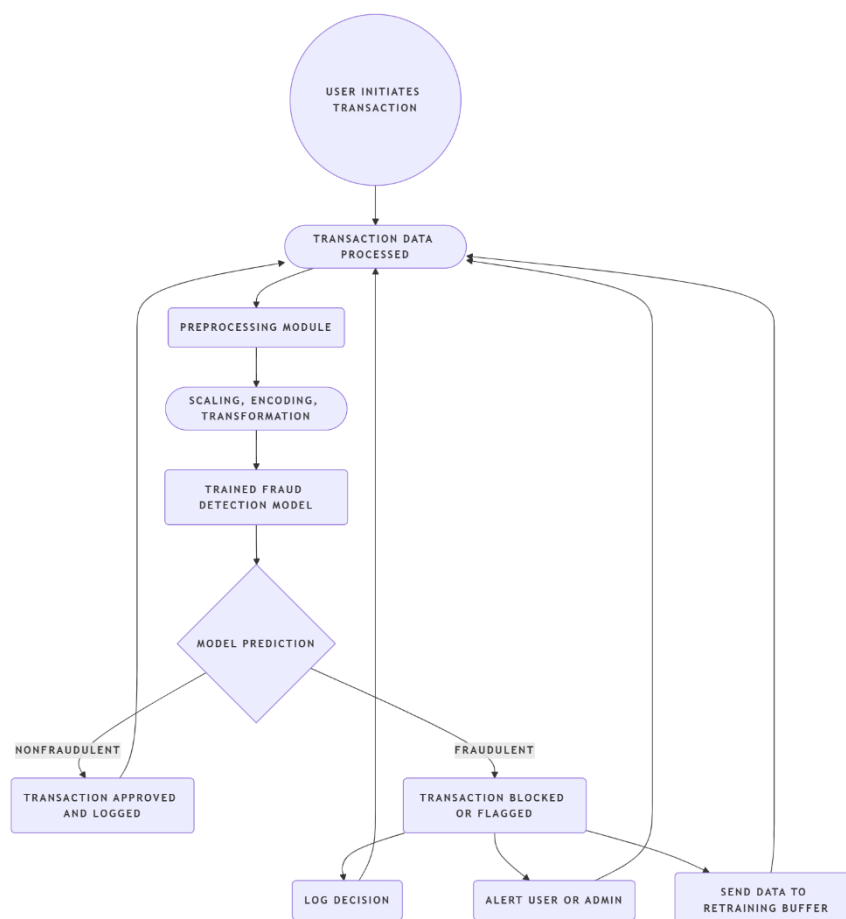 USER INITIATES
TRANSACTION
TRANSACTION DATA
PROCESSED
PREPROCESSING MODULE
SCALING, ENCODING,
TRANSFORMATION
TRAINED FRAUD
DETECTION MODEL
MODEL PREDICTION
NONFRAUDULENT
FRAUDULENT
TRANSACTION APPROVED
AND LOGGED
TRANSACTION BLOCKED
OR FLAGGED
LOG DECISION
ALERT USER OR ADMIN
SEND DATA TO
RETRAINING BUFFER